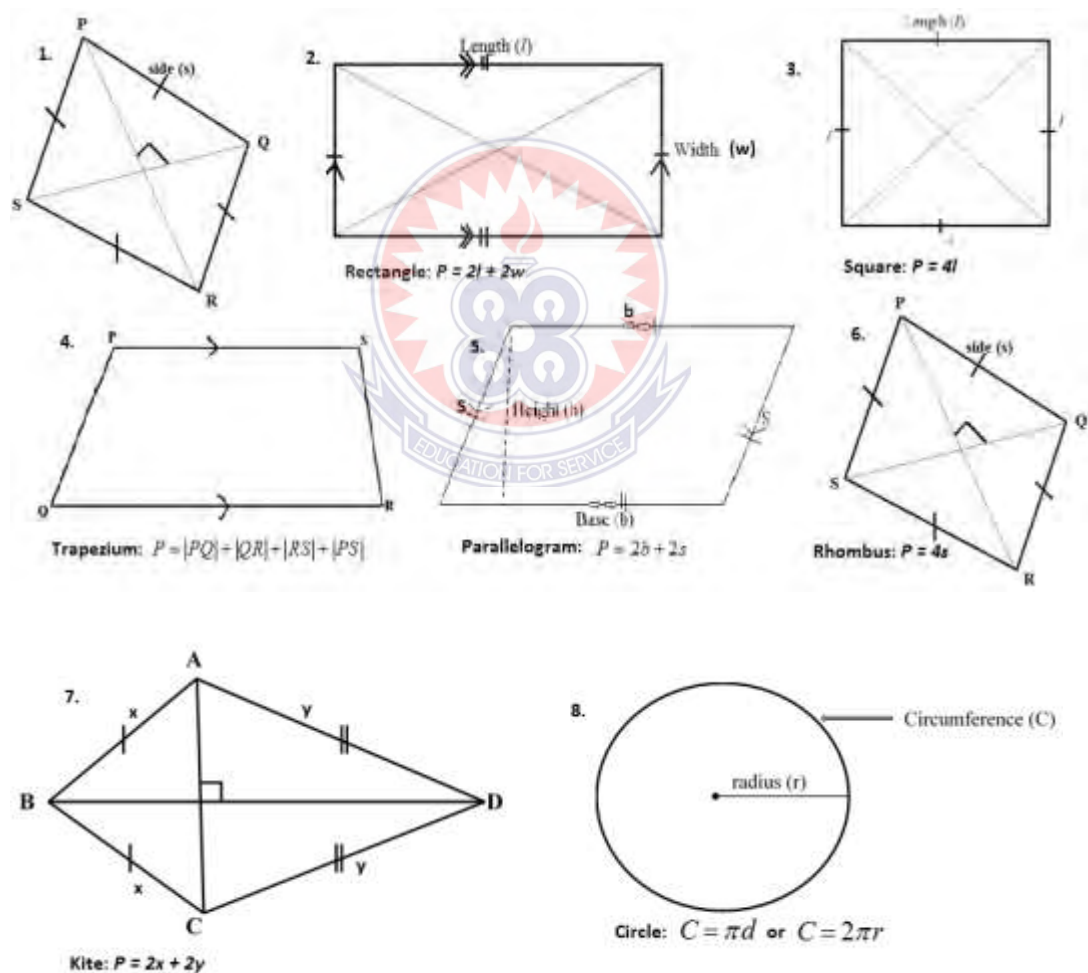 1.
P
side (s)
Q
S
R
2.
Length (l)
Width (w)
Rectangle: P = 2l + 2w
3.
Length (l)
l
l
Square: P = 4l
4.
P
S
Q
R
Trapezium: P = |PQ| + |QR| + |RS| + |PS|
5.
b
S
Height (h)
S
Base (b)
Parallelogram: P = 2b + 2s
6.
P
side (s)
Q
S
R
Rhombus: P = 4s
EDUCATION FOR SERVICE
7.
A
x
y
B
D
x
y
C
Kite: P = 2x + 2y
8.
Circumference (C)
radius (r)
Circle: C = πd or C = 2πr